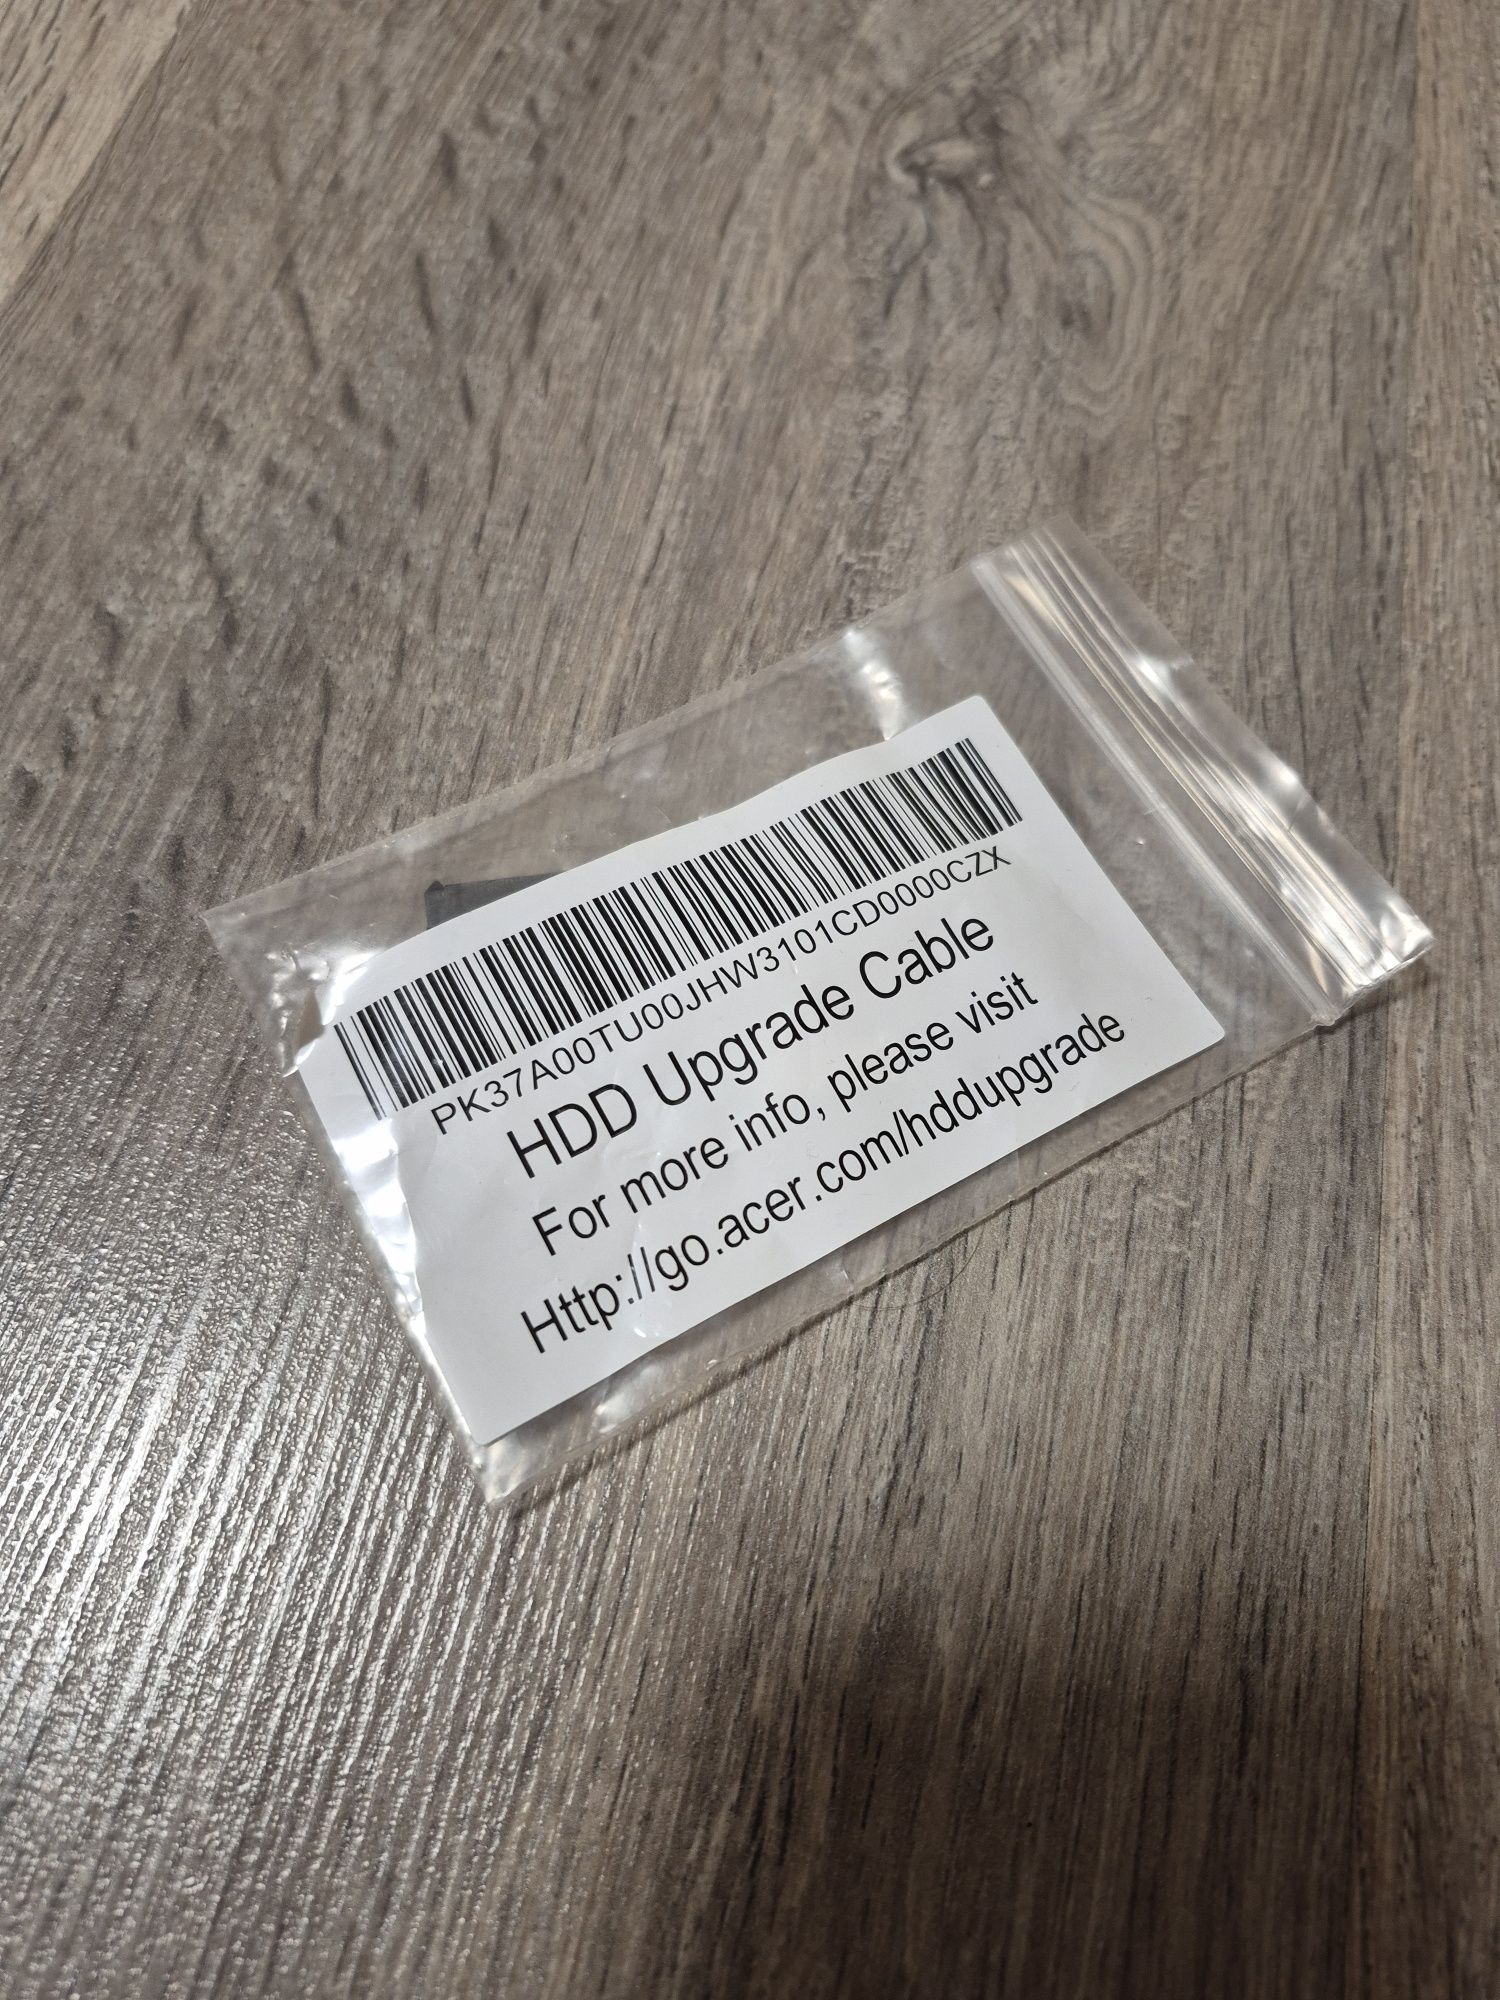 PK37A00TU00JHW3101CD0000CZX
HDD Upgrade Cable
For more info, please visit
Http://go.acer.com/hddupgrade